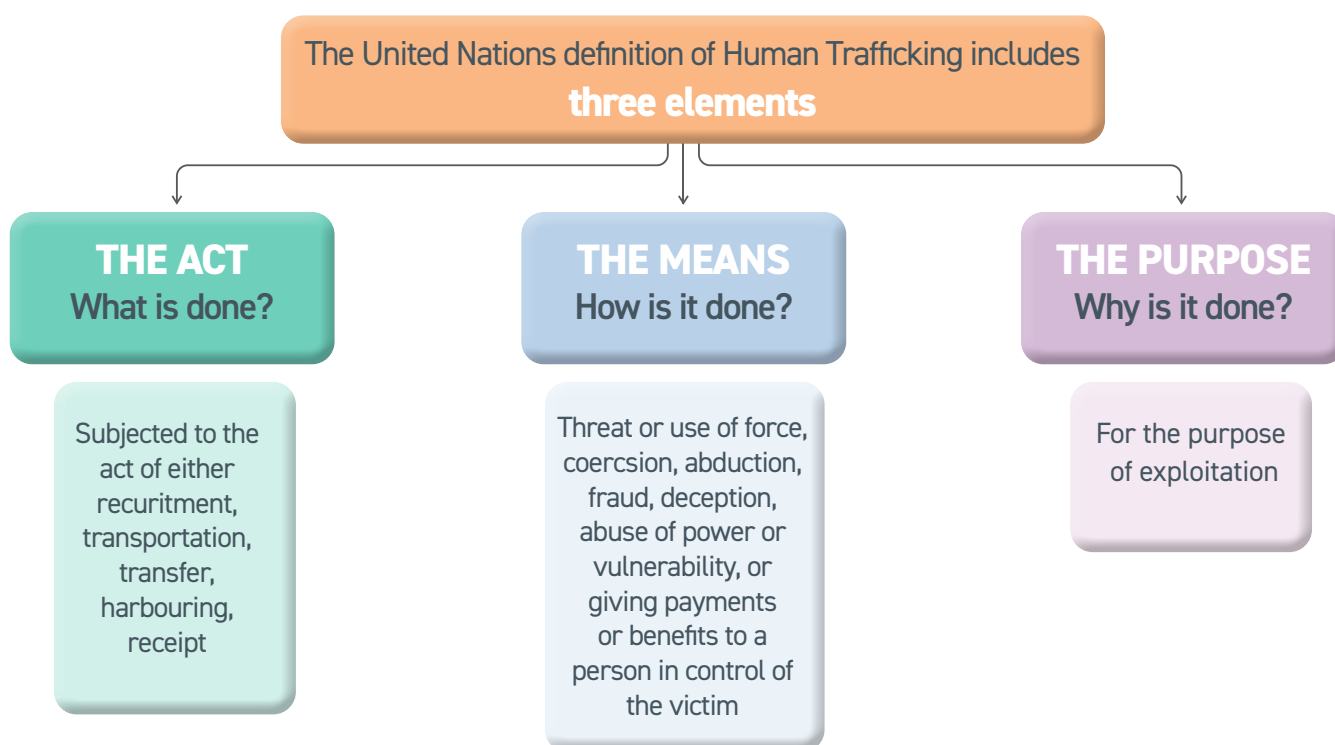 The United Nations definition of Human Trafficking includes
three elements
THE ACT
What is done?
Subjected to the
act of either
recuritment,
transportation,
transfer,
harbouring,
receipt
THE MEANS
How is it done?
Threat or use of force,
coercsion, abduction,
fraud, deception,
abuse of power or
vulnerability, or
giving payments
or benefits to a
person in control of
the victim
THE PURPOSE
Why is it done?
For the purpose
of exploitation